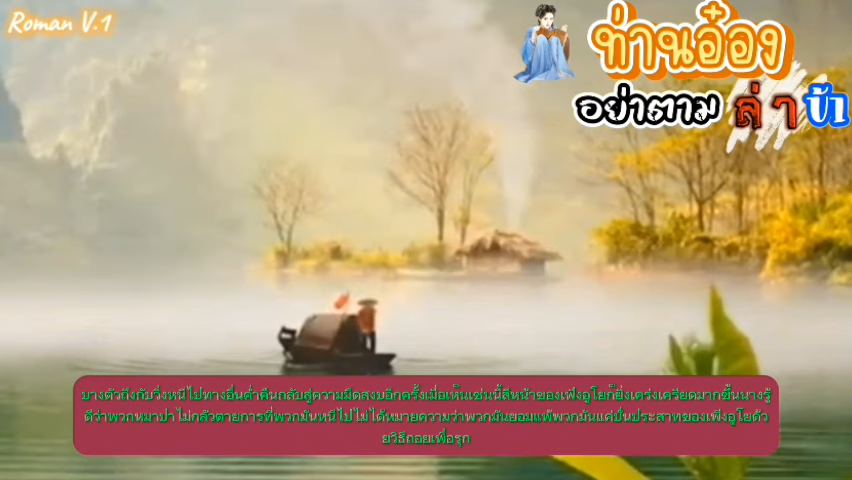 Roman V.1
ท่านอ๋อง
อย่าตาม ล่า ข้า
บางตัวถึงกับวิ่งหนีไปทางอื่นค่ำคืนกลับสู่ความมืดสงบอีกครั้งเมื่อเห็นเช่นนี้สีหน้าของเฟิ่งอูโยก็ยิ่งเคร่งเครียดมากขึ้นนางรู้
ดีว่าพวกหมาป่าไม่กลัวตายการที่พวกมันหนีไปไม่ได้หมายความว่าพวกมันยอมแพ้พวกมันแค่ปั่นประสาทของเฟิ่งอูโยด้ว
ยวิธีถอยเพื่อรุก